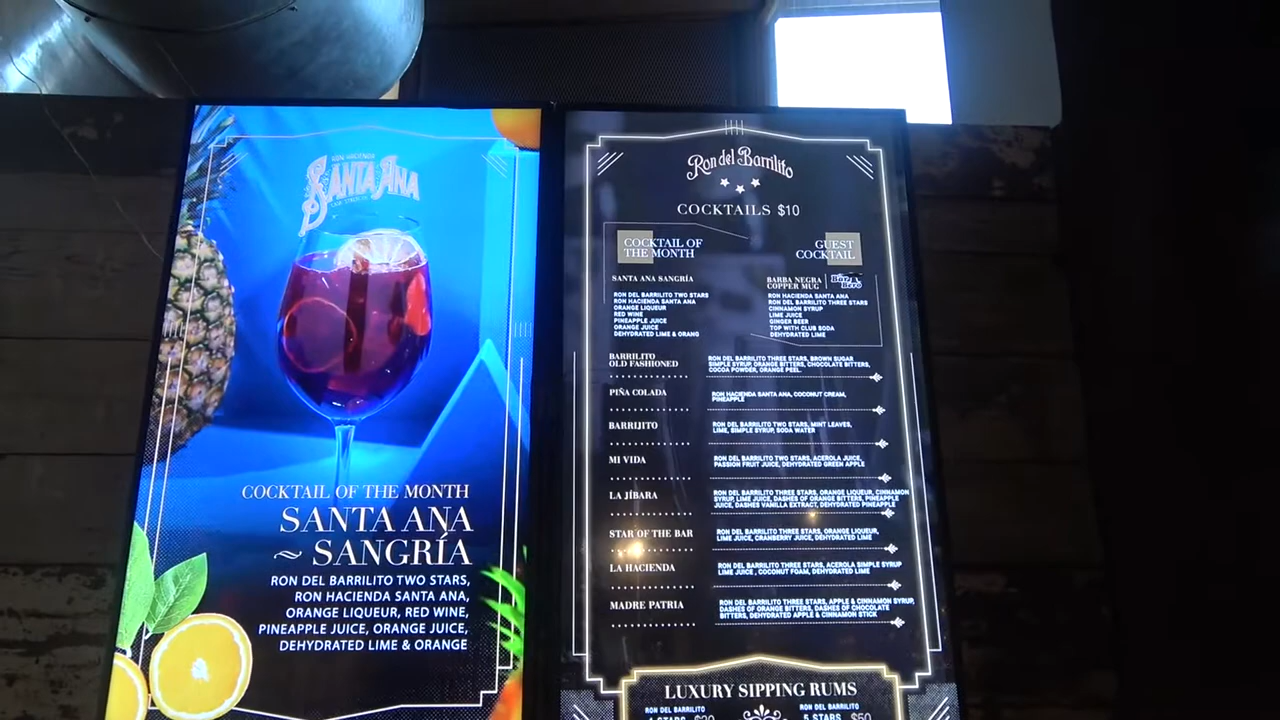 RON HACIENDA
SANTA ANA
COCKTAIL OF THE MONTH
SANTA ANA
~ SANGRÍA
RON DEL BARRILITO TWO STARS,
RON HACIENDA SANTA ANA,
ORANGE LIQUEUR, RED WINE,
PINEAPPLE JUICE, ORANGE JUICE,
DEHYDRATED LIME & ORANGE
Ron del Barrilito
COCKTAILS $10
COCKTAIL OF
THE MONTH
SANTA ANA SANGRÍA
RON DEL BARRILITO TWO STARS
RON HACIENDA SANTA ANA
ORANGE LIQUEUR
RED WINE
PINEAPPLE JUICE
ORANGE JUICE
DEHYDRATED LIME & ORANG
GUEST
COCKTAIL
BARBA NEGRA
COPPER MUG
RON HACIENDA SANTA ANA
RON DEL BARRILITO THREE STARS
CINNAMON SYRUP
LIME JUICE
GINGER BEER
TOP WITH CLUB SODA
DEHYDRATED LIME
BARRILITO
OLD FASHIONED
RON DEL BARRILITO THREE STARS, BROWN SUGAR
SIMPLE SYRUP, ORANGE BITTERS, CHOCOLATE BITTERS,
COCOA POWDER, ORANGE PEEL.
PIÑA COLADA
RON HACIENDA SANTA ANA, COCONUT CREAM,
PINEAPPLE
BARRIJITO
RON DEL BARRILITO TWO STARS, MINT LEAVES,
LIME, SIMPLE SYRUP, SODA WATER
MI VIDA
RON DEL BARRILITO TWO STARS, ACEROLA JUICE,
PASSION FRUIT JUICE, DEHYDRATED GREEN APPLE
LA JÍBARA
RON DEL BARRILITO THREE STARS, ORANGE LIQUEUR, CINNAMON
SYRUP, LIME JUICE, DASHES OF ORANGE BITTERS, PINEAPPLE
JUICE, DASHES VANILLA EXTRACT, DEHYDRATED PINEAPPLE
STAR OF THE BAR
RON DEL BARRILITO THREE STARS, ORANGE LIQUEUR,
LIME JUICE, CRANBERRY JUICE, DEHYDRATED LIME
LA HACIENDA
RON DEL BARRILITO THREE STARS, ACEROLA SIMPLE SYRUP
LIME JUICE , COCONUT FOAM, DEHYDRATED LIME
MADRE PATRIA
RON DEL BARRILITO THREE STARS, APPLE & CINNAMON SYRUP,
DASHES OF ORANGE BITTERS, DASHES OF CHOCOLATE
BITTERS, DEHYDRATED APPLE & CINNAMON STICK
LUXURY SIPPING RUMS
RON DEL BARRILITO
RON DEL BARRILITO
5 STARS $50